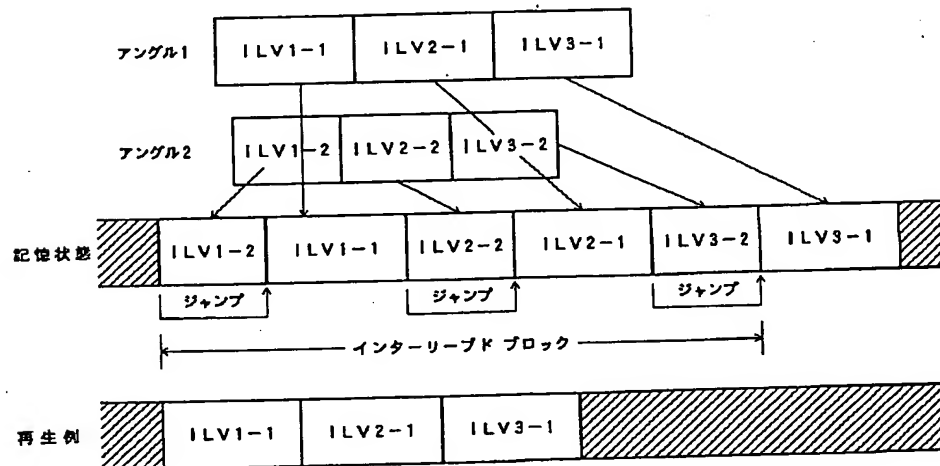 アングル1 ILV1-1 ILV2-1 ILV3-1
アングル2 ILV1-2 ILV2-2 ILV3-2
記憶状態 ILV1-2 ILV1-1 ILV2-2 ILV2-1 ILV3-2 ILV3-1
ジャンプ ジャンプ ジャンプ
インターリーブド ブロック
再生例 ILV1-1 ILV2-1 ILV3-1